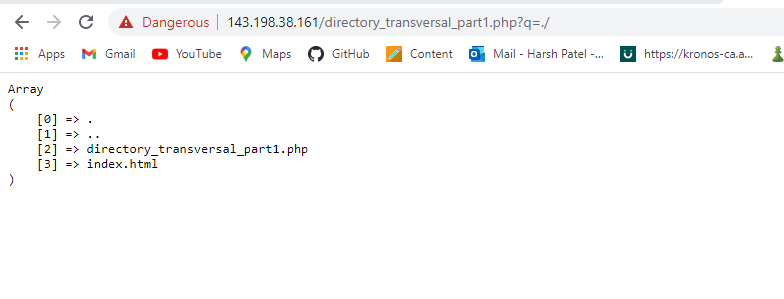 Dangerous | 143.198.38.161/directory_transversal_part1.php?q=./
Apps Gmail YouTube Maps GitHub Content Mail - Harsh Patel -... https://kronos-ca.a...
Array
(
[0] => .
[1] => ..
[2] => directory_transversal_part1.php
[3] => index.html
)